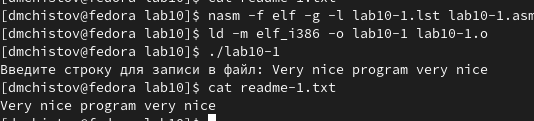 [dmchistov@fedora lab10]$ cat readme-1.txt
[dmchistov@fedora lab10]$ nasm -f elf -g -l lab10-1.lst lab10-1.asm
[dmchistov@fedora lab10]$ ld -m elf_i386 -o lab10-1 lab10-1.o
[dmchistov@fedora lab10]$ ./lab10-1
Введите строку для записи в файл: Very nice program very nice
[dmchistov@fedora lab10]$ cat readme-1.txt
Very nice program very nice
[dmchistov@fedora lab10]$